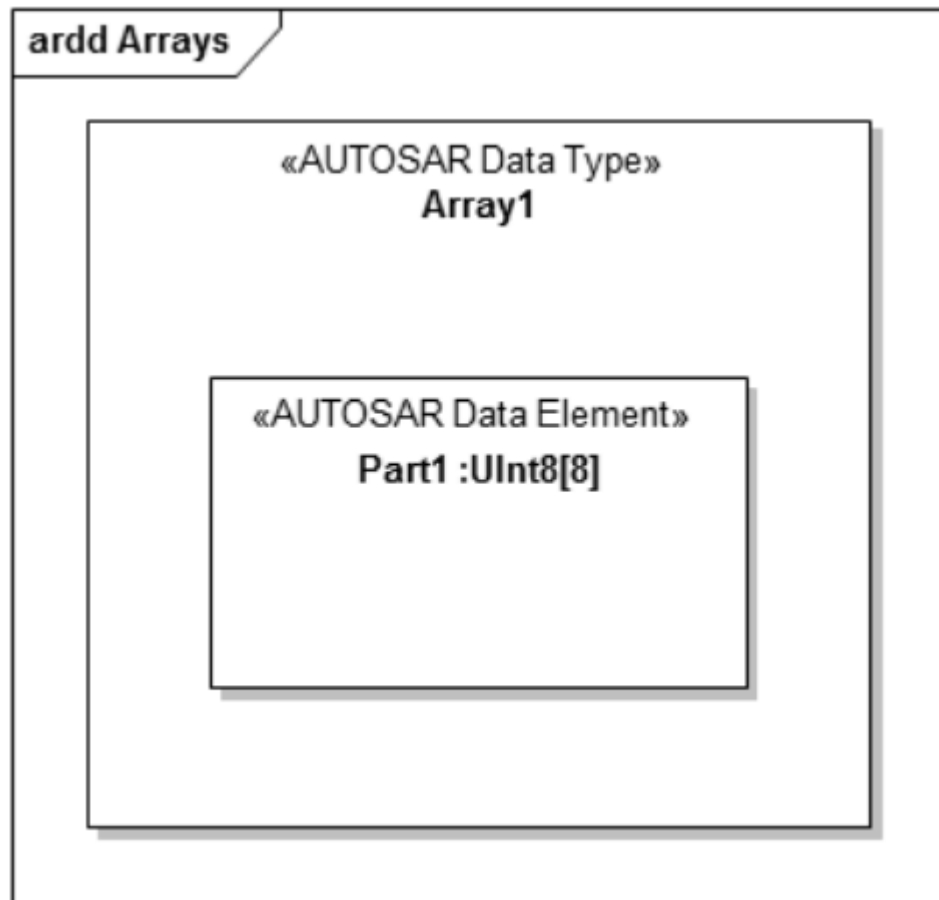 ardd Arrays
«AUTOSAR Data Type»
Array1
«AUTOSAR Data Element»
Part1 :UInt8[8]